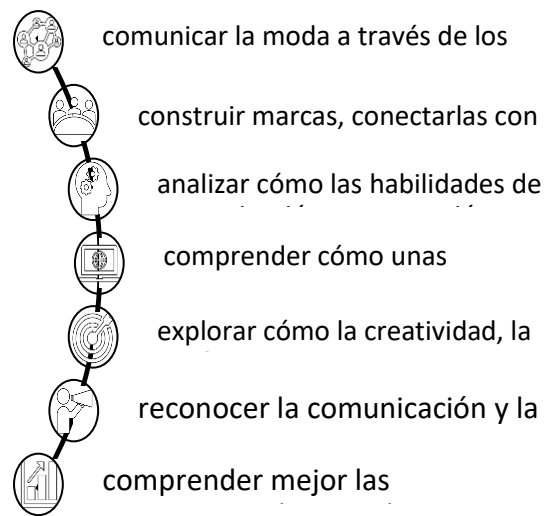 comunicar la moda a través de los
construir marcas, conectarlas con
analizar cómo las habilidades de
comprender cómo unas
explorar cómo la creatividad, la
reconocer la comunicación y la
comprender mejor las